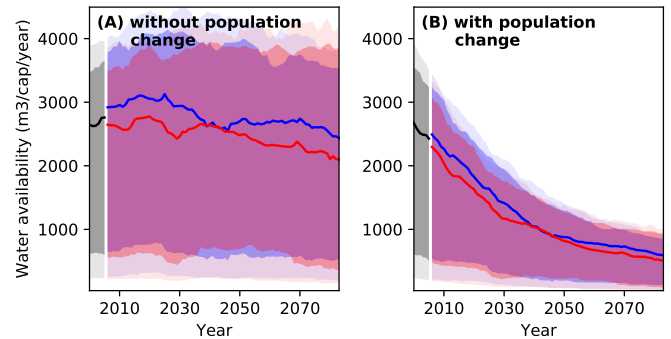 (A) without population
change
(B) with population
change
Water availability (m3/cap/year)
4000
3000
2000
1000
2010 2030 2050 2070
Year
4000
3000
2000
1000
2010 2030 2050 2070
Year